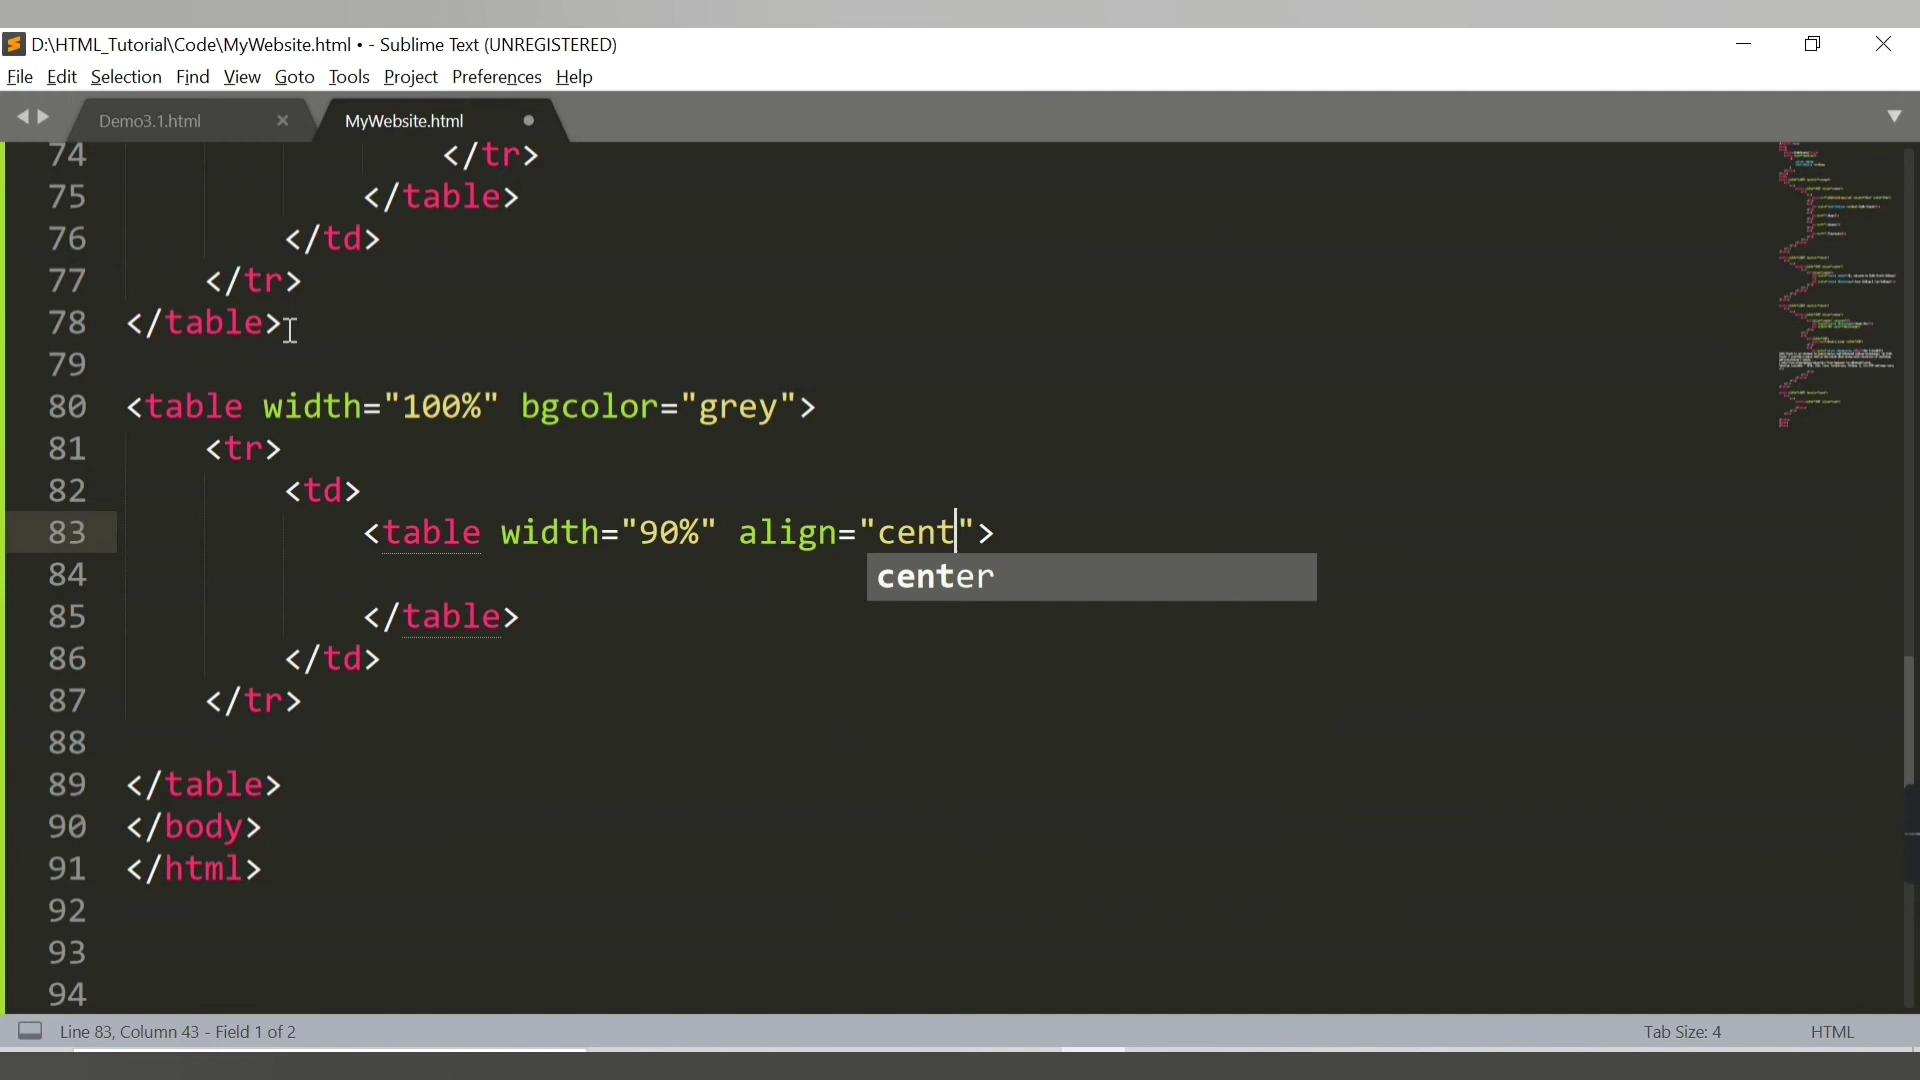 D:\HTML_Tutorial\Code\MyWebsite.html • - Sublime Text (UNREGISTERED)
File Edit Selection Find View Goto Tools Project Preferences Help
Demo3.1.html MyWebsite.html
74 </tr>
75 </table>
76 </td>
77 </tr>
78 </table>
79
80 <table width="100%" bgcolor="grey">
81 <tr>
82 <td>
83 <table width="90%" align="cent">
center
84
85 </table>
86 </td>
87 </tr>
88
89 </table>
90 </body>
91 </html>
92
93
94
Line 83, Column 43 - Field 1 of 2 Tab Size: 4 HTML